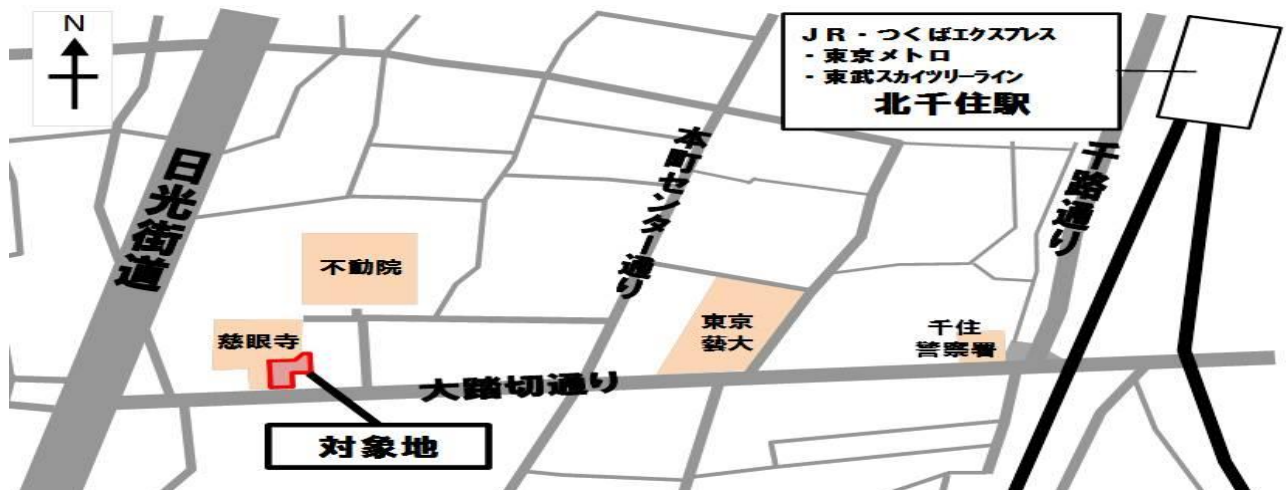 N
JR・つくばエクスプレス
・東京メトロ
・東武スカイツリーライン
北千住駅
日光街道
本町センター通り
千路通り
不動院
慈眼寺
東京
藝大
千住
警察署
大踏切通り
対象地